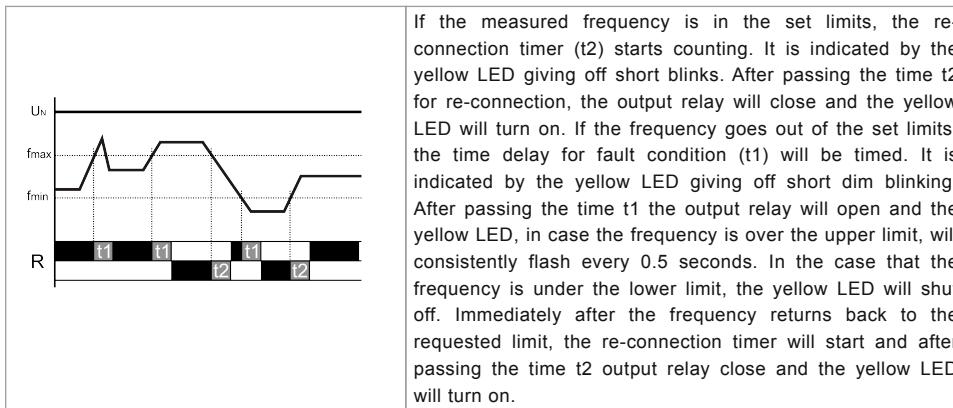 U_N
fmax
fmin
R
t1
t1
t1
t2
t2
If the measured frequency is in the set limits, the re-
connection timer (t2) starts counting. It is indicated by the
yellow LED giving off short blinks. After passing the time t2
for re-connection, the output relay will close and the yellow
LED will turn on. If the frequency goes out of the set limits
the time delay for fault condition (t1) will be timed. It is
indicated by the yellow LED giving off short dim blinking
After passing the time t1 the output relay will open and the
yellow LED, in case the frequency is over the upper limit, wil
consistently flash every 0.5 seconds. In the case that the
frequency is under the lower limit, the yellow LED will shu
off. Immediately after the frequency returns back to the
requested limit, the re-connection timer will start and after
passing the time t2 output relay close and the yellow LED
will turn on.